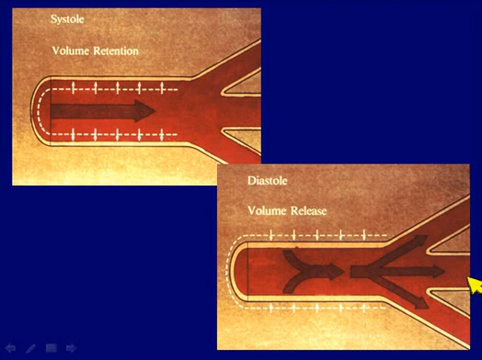 Systole
Volume Retention
Diastole
Volume Release